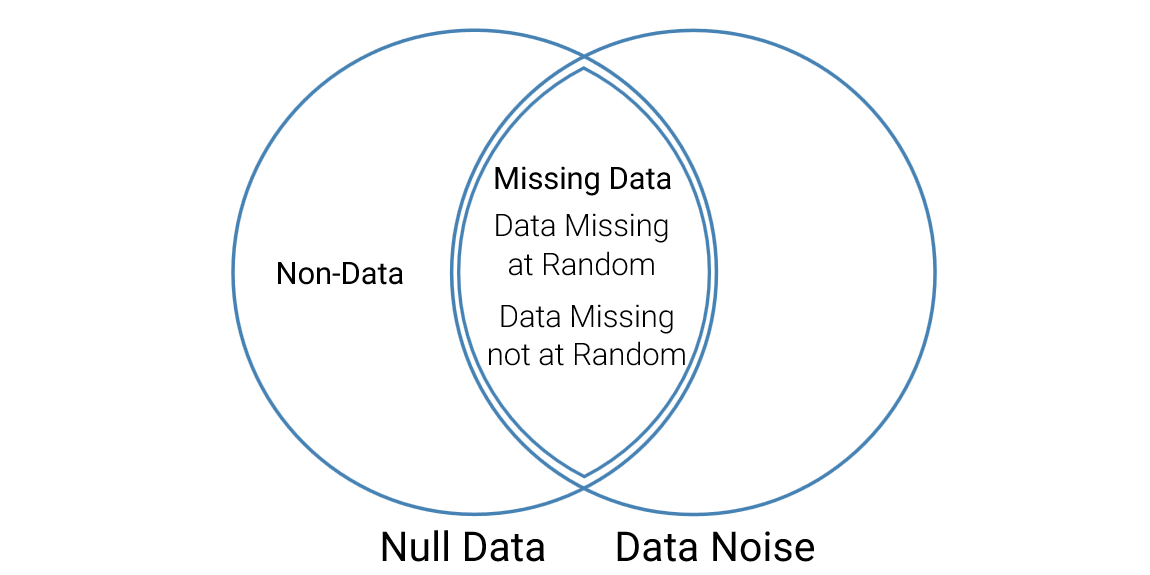 Missing Data
Data Missing
at Random
Non-Data
Data Missing
not at Random
Null Data
Data Noise